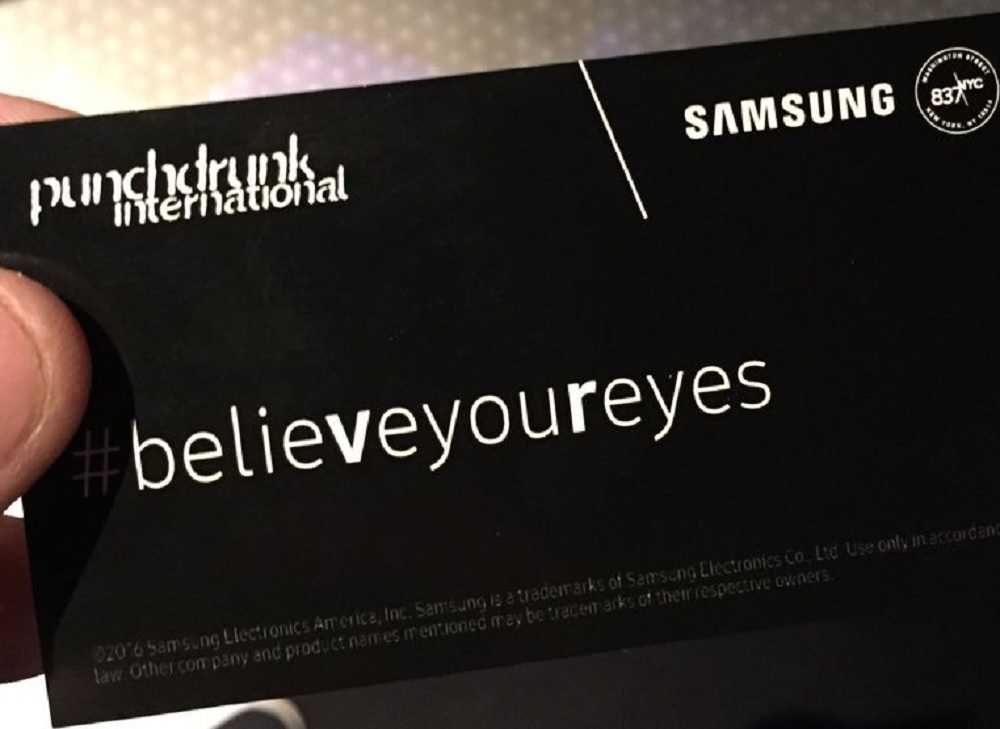 punchdrunk
international
SAMSUNG
WASHINGTON STREET
837 NYC
NEW YORK, NY 10014
#believeyoureyes
©2016 Samsung Electronics America, Inc. Samsung is a trademarks of Samsung Electronics Co., Ltd. Use only in accordanc
law. Other company and product names mentioned may be trademarks of their respective owners.